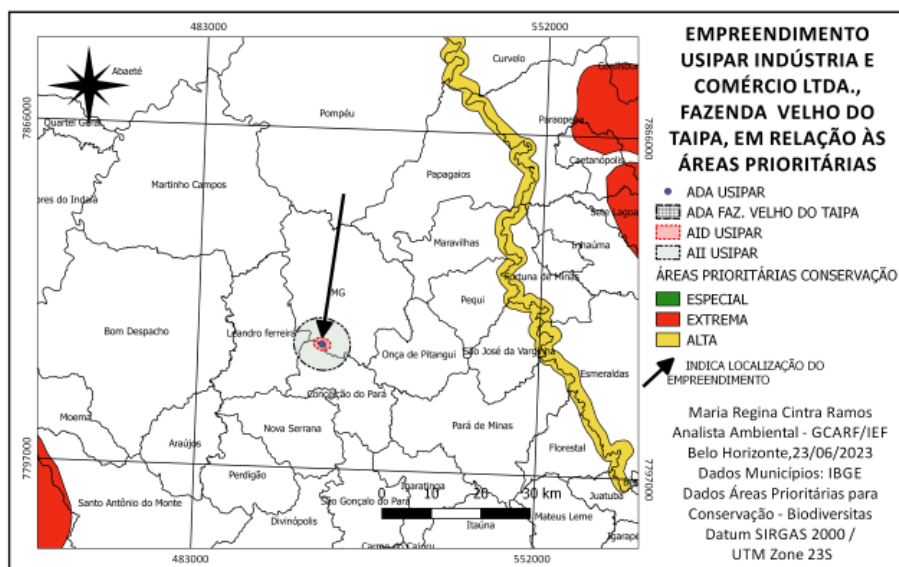 483000
552000
Abaeté
Curvelo
Cordisburgo
7866000
Quartel Geral
Pompéu
Paraopeba
7866000
Caetanópolis
Martinho Campos
Papagaios
ores do Indaiá
Sete Lagoa
Maravilhas
Inhaúma
Fortuna de Minas
MG
Pequi
Bom Despacho
Leandro ferreira
Onça de Pitangui
São José da Varginha
Esmeraldas
Conceição do Pará
Moema
Nova Serrana
Pará de Minas
Araújos
Florestal
7797000
Perdigão
Igaratinga
7797000
0 10 20 30 km
Santo Antônio do Monte
São Gonçalo do Pará
Juatuba
Divinópolis
Itaúna
Mateus Leme
Igarape
Carmo do Cajuru
483000
552000
EMPREENDIMENTO
USIPAR INDÚSTRIA E
COMÉRCIO LTDA.,
FAZENDA VELHO DO
TAIPA, EM RELAÇÃO ÀS
ÁREAS PRIORITÁRIAS
ADA USIPAR
ADA FAZ. VELHO DO TAIPA
AID USIPAR
AII USIPAR
ÁREAS PRIORITÁRIAS CONSERVAÇÃO
ESPECIAL
EXTREMA
ALTA
INDICA LOCALIZAÇÃO DO
EMPREENDIMENTO
Maria Regina Cintra Ramos
Analista Ambiental - GCARF/IEF
Belo Horizonte,23/06/2023
Dados Municípios: IBGE
Dados Áreas Prioritárias para
Conservação - Biodiversitas
Datum SIRGAS 2000 /
UTM Zone 23S